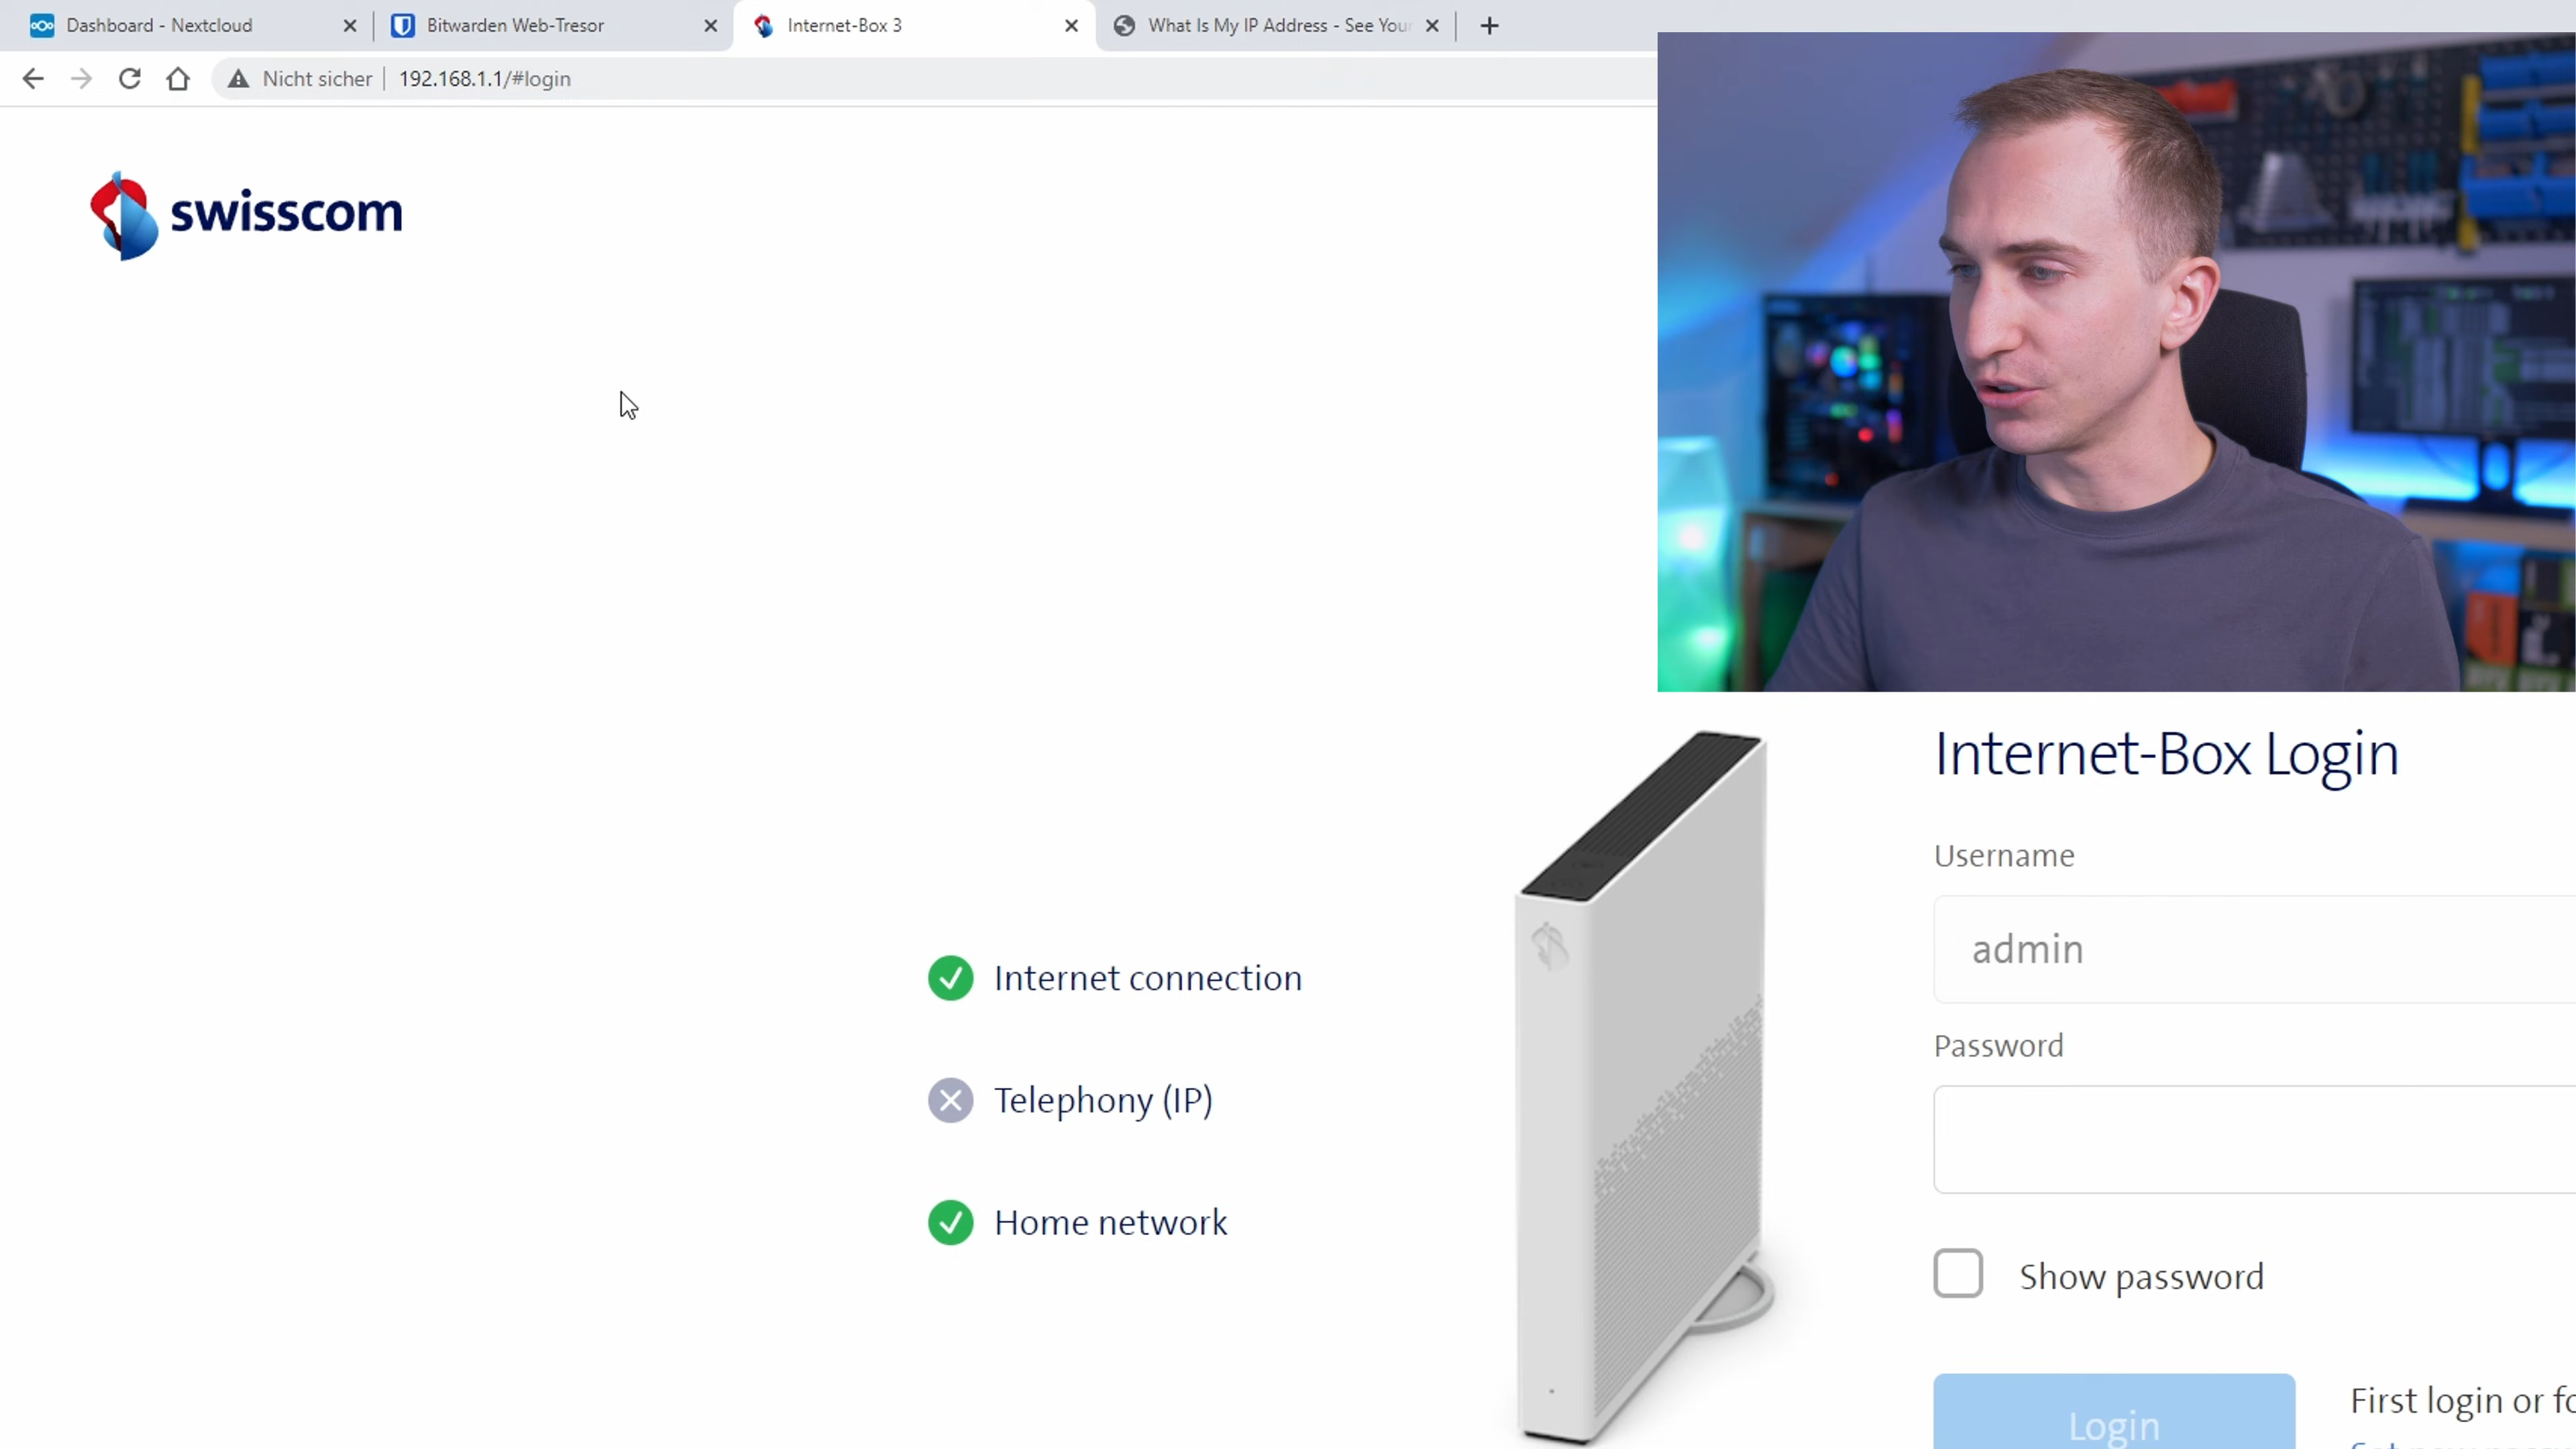 Dashboard - Nextcloud
Bitwarden Web-Tresor
Internet-Box 3
What Is My IP Address - See Your
Nicht sicher
192.168.1.1/#login
swisscom
Internet-Box Login
Username
admin
Password
Show password
Login
First login or fo
Internet connection
Telephony (IP)
Home network